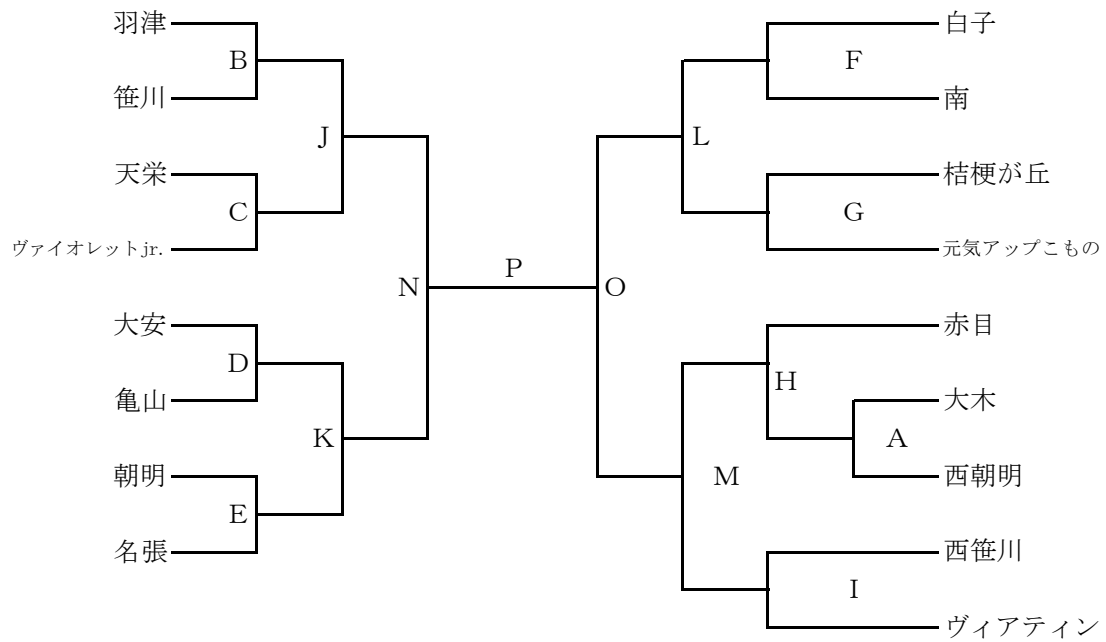 羽津
B
笹川
J
天栄
C
ヴァイオレットjr.
N
大安
D
亀山
K
朝明
E
名張
P
白子
F
南
L
桔梗が丘
G
元気アップこもの
O
赤目
H
大木
A
西朝明
M
西笹川
I
ヴィアティン